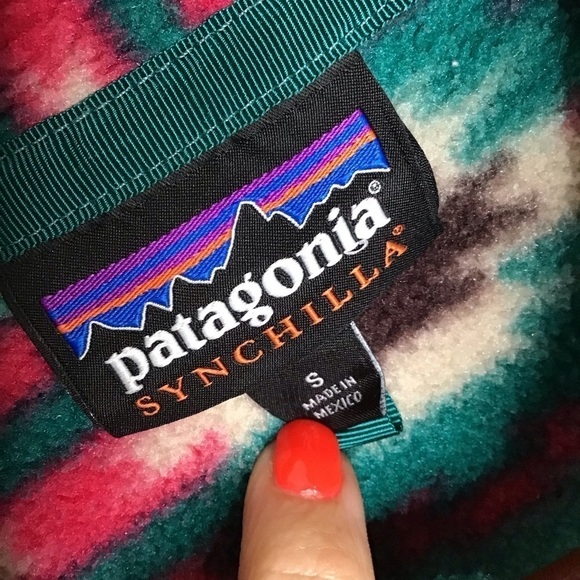 patagonia®
SYNCHILLA®
S
MADE IN
MEXICO